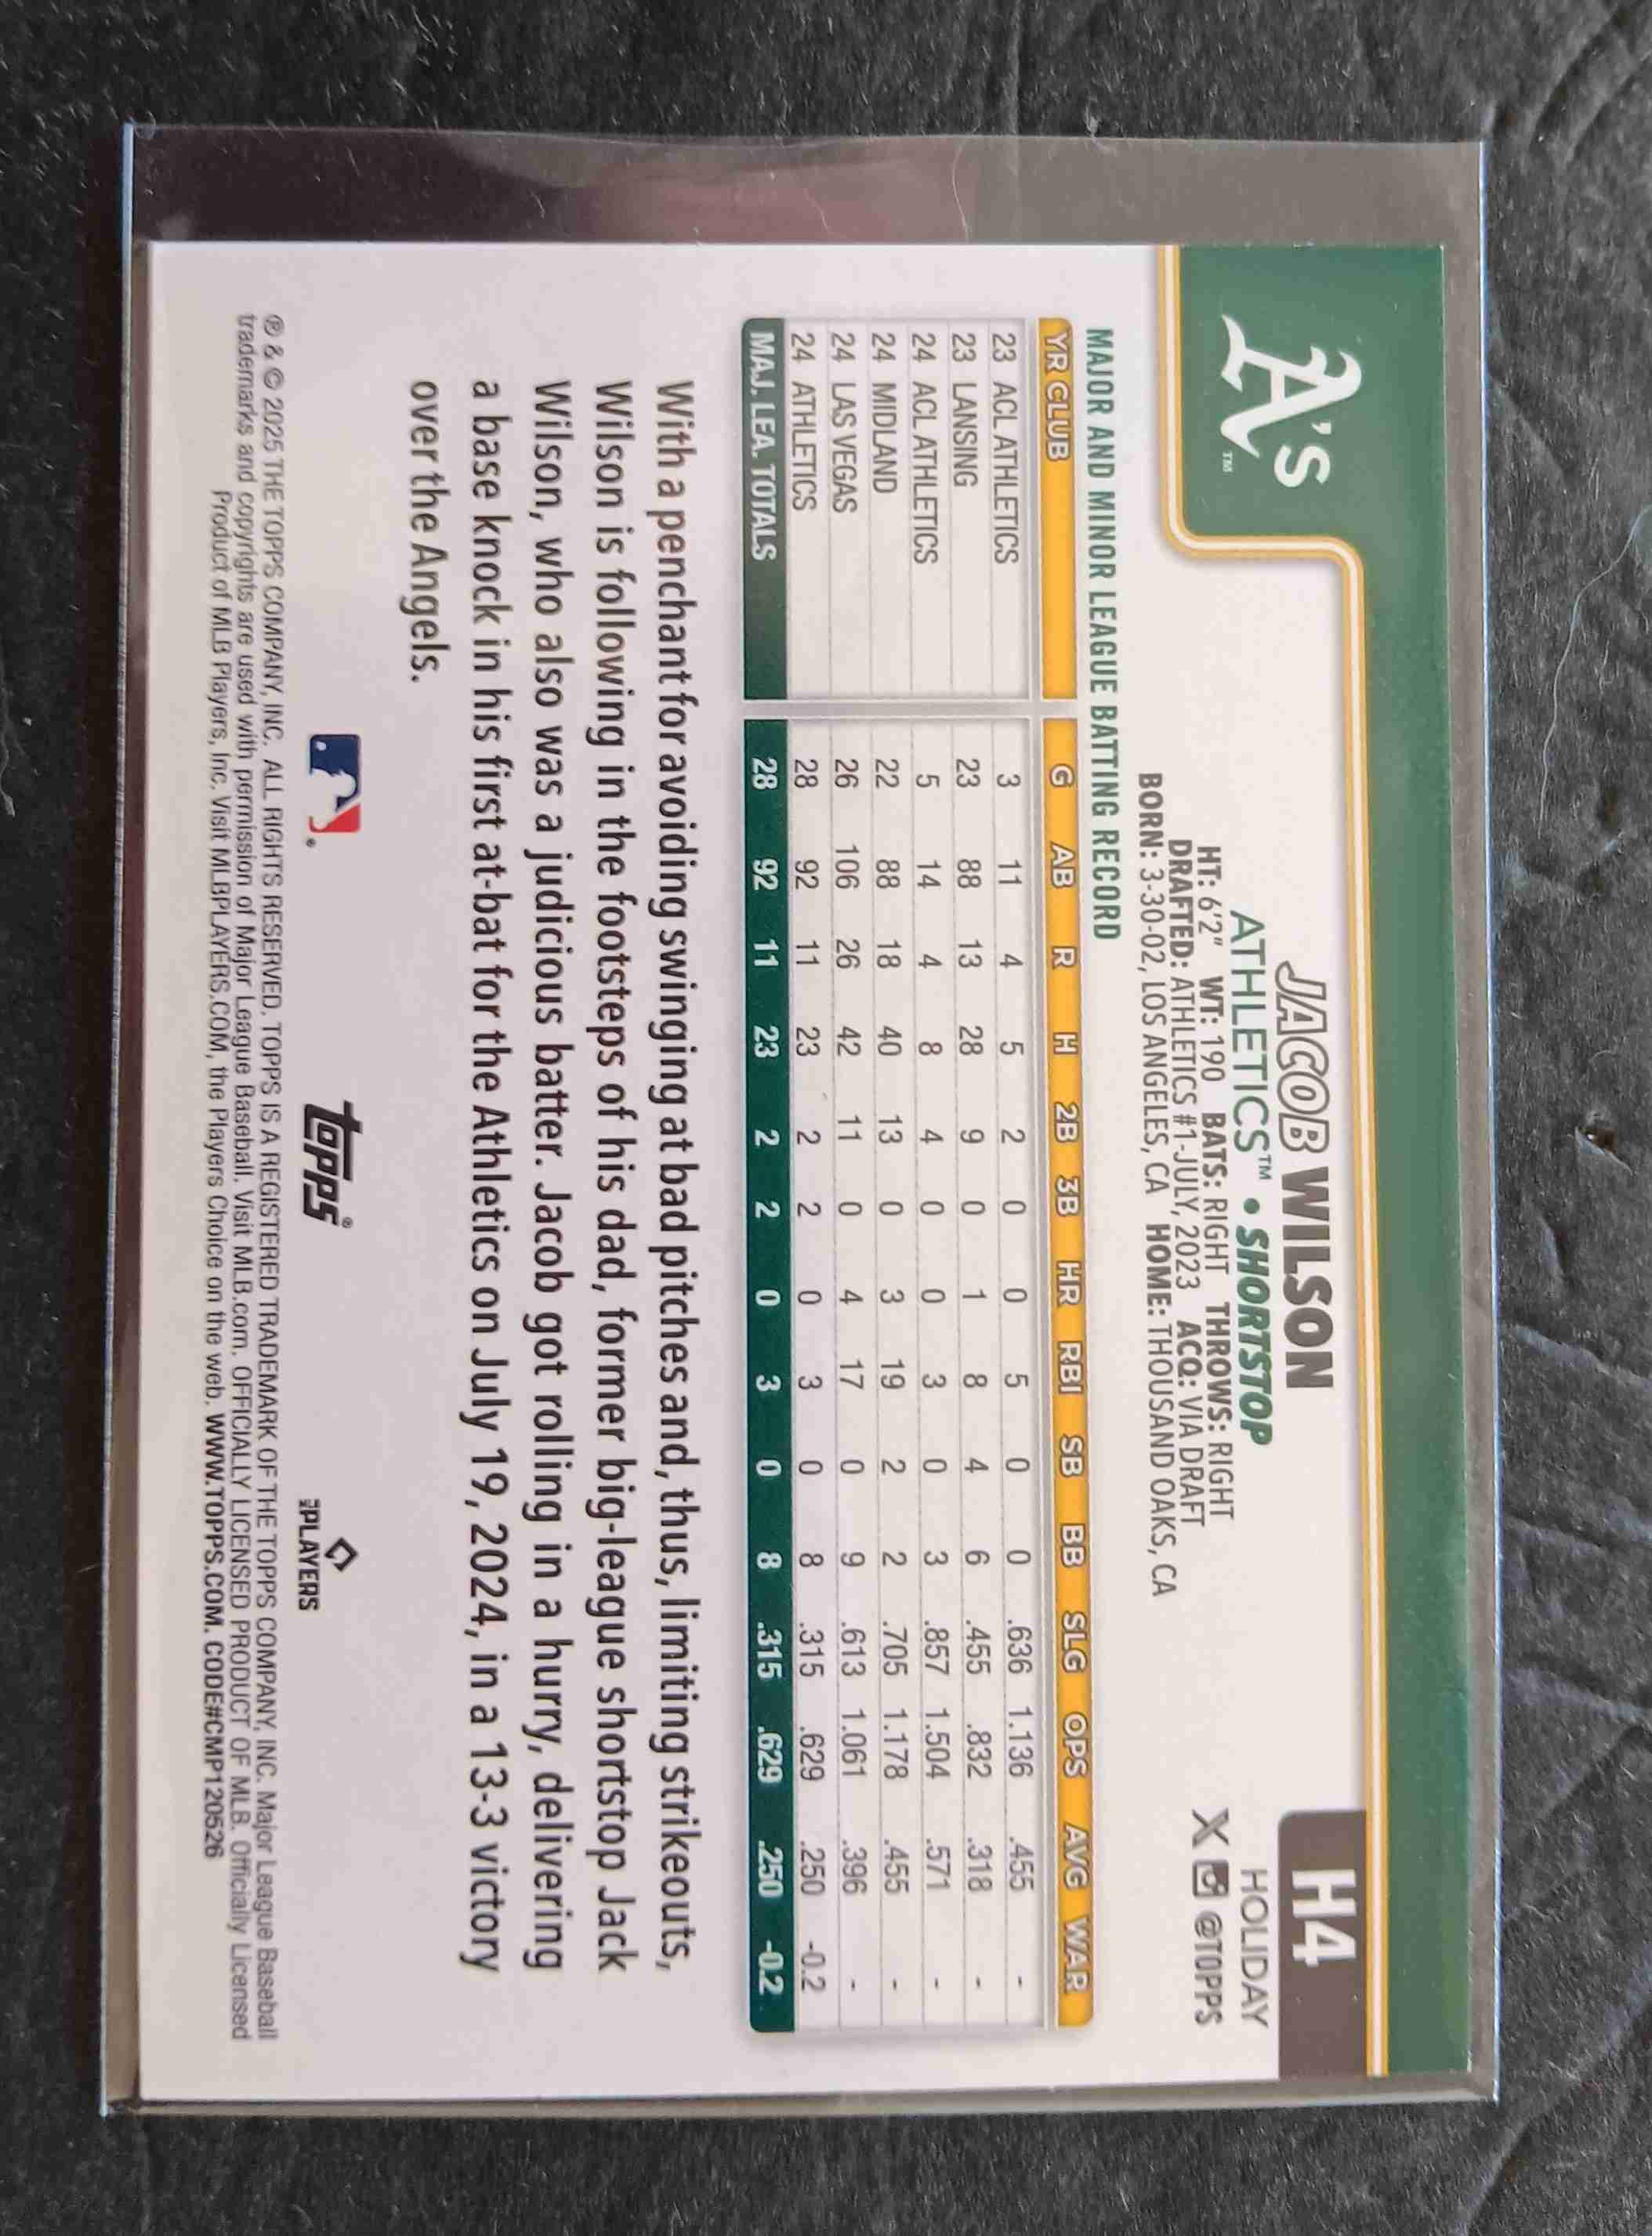 A's™
H4
JACOB WILSON
HOLIDAY
ATHLETICS™ • SHORTSTOP
X @TOPPS
HT: 6'2" WT: 190 BATS: RIGHT THROWS: RIGHT
DRAFTED: ATHLETICS #1-JULY, 2023 ACQ: VIA DRAFT
BORN: 3-30-02, LOS ANGELES, CA HOME: THOUSAND OAKS, CA
MAJOR AND MINOR LEAGUE BATTING RECORD
YR CLUB G AB R H 2B 3B HR RBI SB BB SLG OPS AVG WAR
23 ACL ATHLETICS 3 11 4 5 2 0 0 5 0 0 .636 1.136 .455 -
23 LANSING 23 88 13 28 9 0 1 8 4 6 .455 .832 .318 -
24 ACL ATHLETICS 5 14 4 8 4 0 0 3 0 3 .857 1.504 .571 -
24 MIDLAND 22 88 18 40 13 0 3 19 2 2 .705 1.178 .455 -
24 LAS VEGAS 26 106 26 42 11 0 4 17 0 9 .613 1.061 .396 -
24 ATHLETICS 28 92 11 23 2 2 0 3 0 8 .315 .629 .250 -0.2
MAJ. LEA. TOTALS 28 92 11 23 2 2 0 3 0 8 .315 .629 .250 -0.2
With a penchant for avoiding swinging at bad pitches and, thus, limiting strikeouts,
Wilson is following in the footsteps of his dad, former big-league shortstop Jack
Wilson, who also was a judicious batter. Jacob got rolling in a hurry, delivering
a base knock in his first at-bat for the Athletics on July 19, 2024, in a 13-3 victory
over the Angels.
topps®
PLAYERS
® & © 2025 THE TOPPS COMPANY, INC. ALL RIGHTS RESERVED. TOPPS IS A REGISTERED TRADEMARK OF THE TOPPS COMPANY, INC. Major League Baseball
trademarks and copyrights are used with permission of Major League Baseball. Visit MLB.com. OFFICIALLY LICENSED PRODUCT OF MLB. Officially Licensed
Product of MLB Players, Inc. Visit MLBPLAYERS.COM, the Players Choice on the web. WWW.TOPPS.COM. CODE#CMP120526